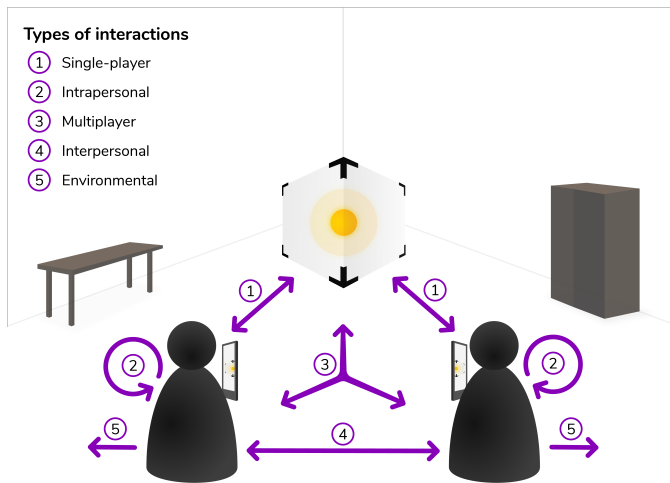 Types of interactions
1 Single-player
2 Intrapersonal
3 Multiplayer
4 Interpersonal
5 Environmental
1
1
3
2
2
5
4
5